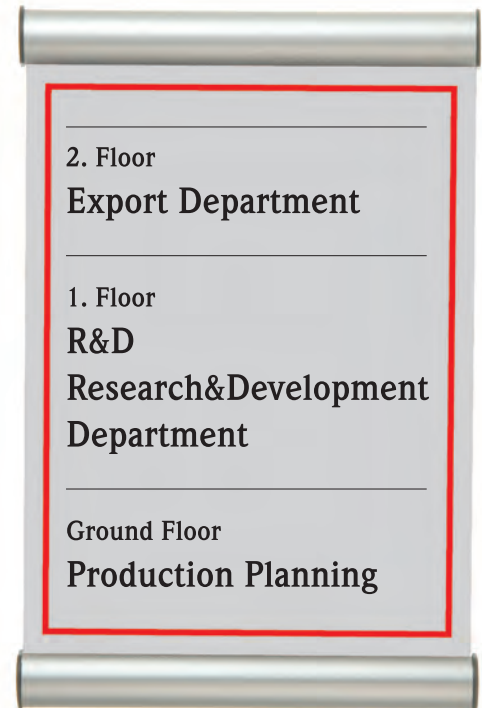 2. Floor
Export Department
1. Floor
R&D
Research&Development
Department
Ground Floor
Production Planning